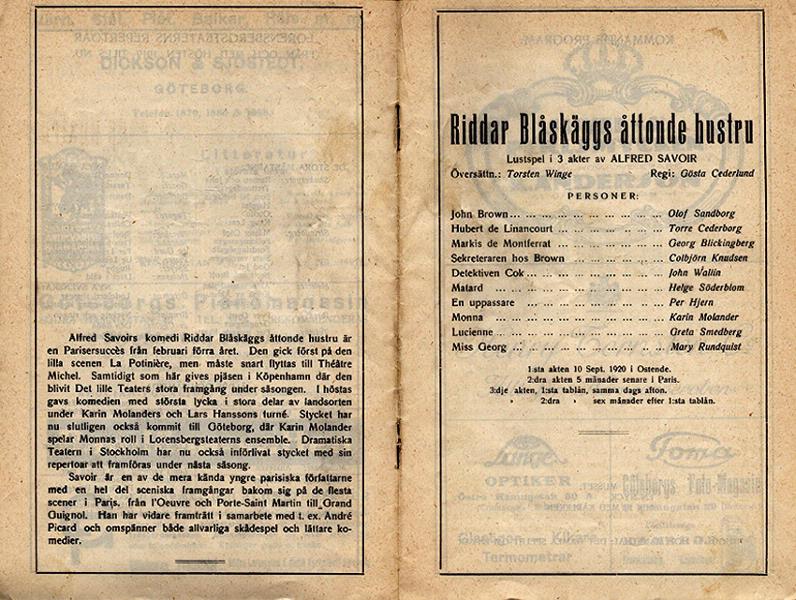 DICKSON & SJÖSTEDT.
GÖTEBORG.
Litteratur
Göteborgs Pianomagasin
Alfred Savoirs komedi Riddar Blåskäggs åttonde hustru är
en Parisersuccès från februari förra året. Den gick först på den
lilla scenen La Potinière, men måste snart flyttas till Théâtre
Michel. Samtidigt som här gives pjäsen i Köpenhamn där den
blivit Det lille Teaters stora framgång under säsongen. I höstas
gavs komedien med största lycka i stora delar av landsorten
under Karin Molanders och Lars Hanssons turné. Stycket har
nu slutligen också kommit till Göteborg, där Karin Molander
spelar Monnas roll i Lorensbergsteaterns ensemble. Dramatiska
Teatern i Stockholm har nu också införlivat stycket med sin
repertoar att framföras under nästa säsong.
Savoir är en av de mera kända yngre parisiska författarne
med en hel del sceniska framgångar bakom sig på de flesta
scener i Paris, från l'Oeuvre och Porte-Saint Martin till Grand
Guignol. Han har vidare framträtt i samarbete med t. ex. André
Picard och omspänner både allvarliga skådespel och lättare ko-
medier.
Riddar Blåskäggs åttonde hustru
Lustspel i 3 akter av ALFRED SAVOIR
Översättn.: Torsten Winge Regi: Gösta Cederlund
PERSONER:
John Brown... ... ... ... ... ... ... ... Olof Sandborg
Hubert de Linancourt ... ... ... ... ... ... Torre Cederborg
Markis de Montferrat ... ... ... ... ... ... Georg Blickingberg
Sekreteraren hos Brown ... ... ... ... ... Colbjörn Knudsen
Detektiven Cok... ... ... ... ... ... ... John Wallin
Matard ... ... ... ... ... ... ... ... Helge Söderblom
En uppassare ... ... ... ... ... ... ... Per Hjern
Monna ... ... ... ... ... ... ... ... Karin Molander
Lucienne... ... ... ... ... ... ... ... Greta Smedberg
Miss Georg ... ... ... ... ... ... ... ... Mary Rundquist
1:sta akten 10 Sept. 1920 i Ostende.
2:dra akten 5 månader senare i Paris.
3:dje akten, 1:sta tablån, samma dags afton.
" 2:dra " sex månader efter 1:sta tablån.
OPTIKER
Termometrar